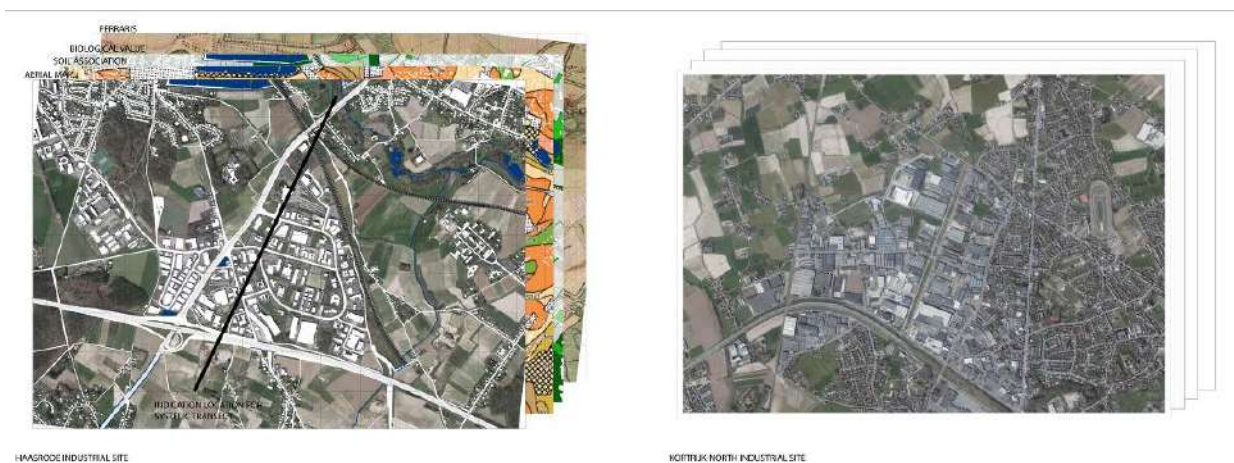 FERRARIS
BIOLOGICAL VALUE
SOIL ASSOCIATION
AERIAL MAP
INDICATION LOCATION FOR
SYSTEMIC TRANSECT
HAASRODE INDUSTRIAL SITE
KORTRIJK-NORTH INDUSTRIAL SITE